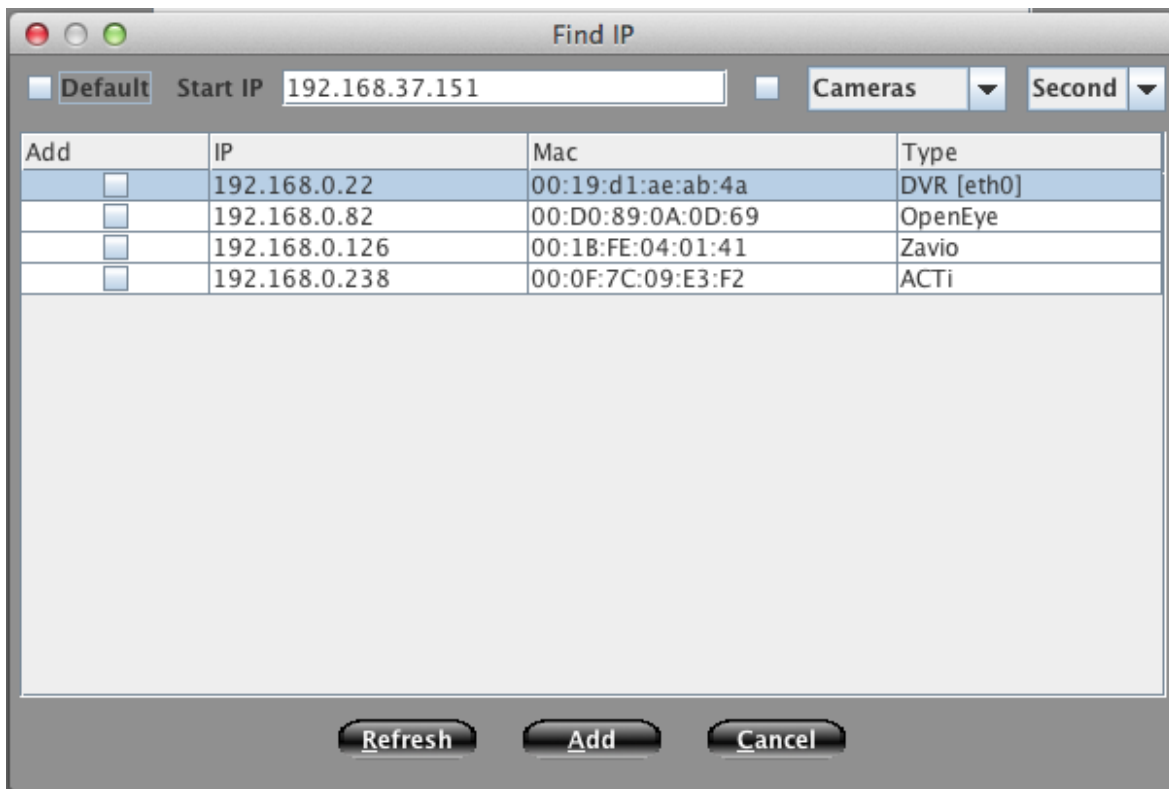 Find IP
Default Start IP 192.168.37.151 Cameras Second
Add IP Mac Type
192.168.0.22 00:19:d1:ae:ab:4a DVR [eth0]
192.168.0.82 00:D0:89:0A:0D:69 OpenEye
192.168.0.126 00:1B:FE:04:01:41 Zavio
192.168.0.238 00:0F:7C:09:E3:F2 ACTi
Refresh Add Cancel